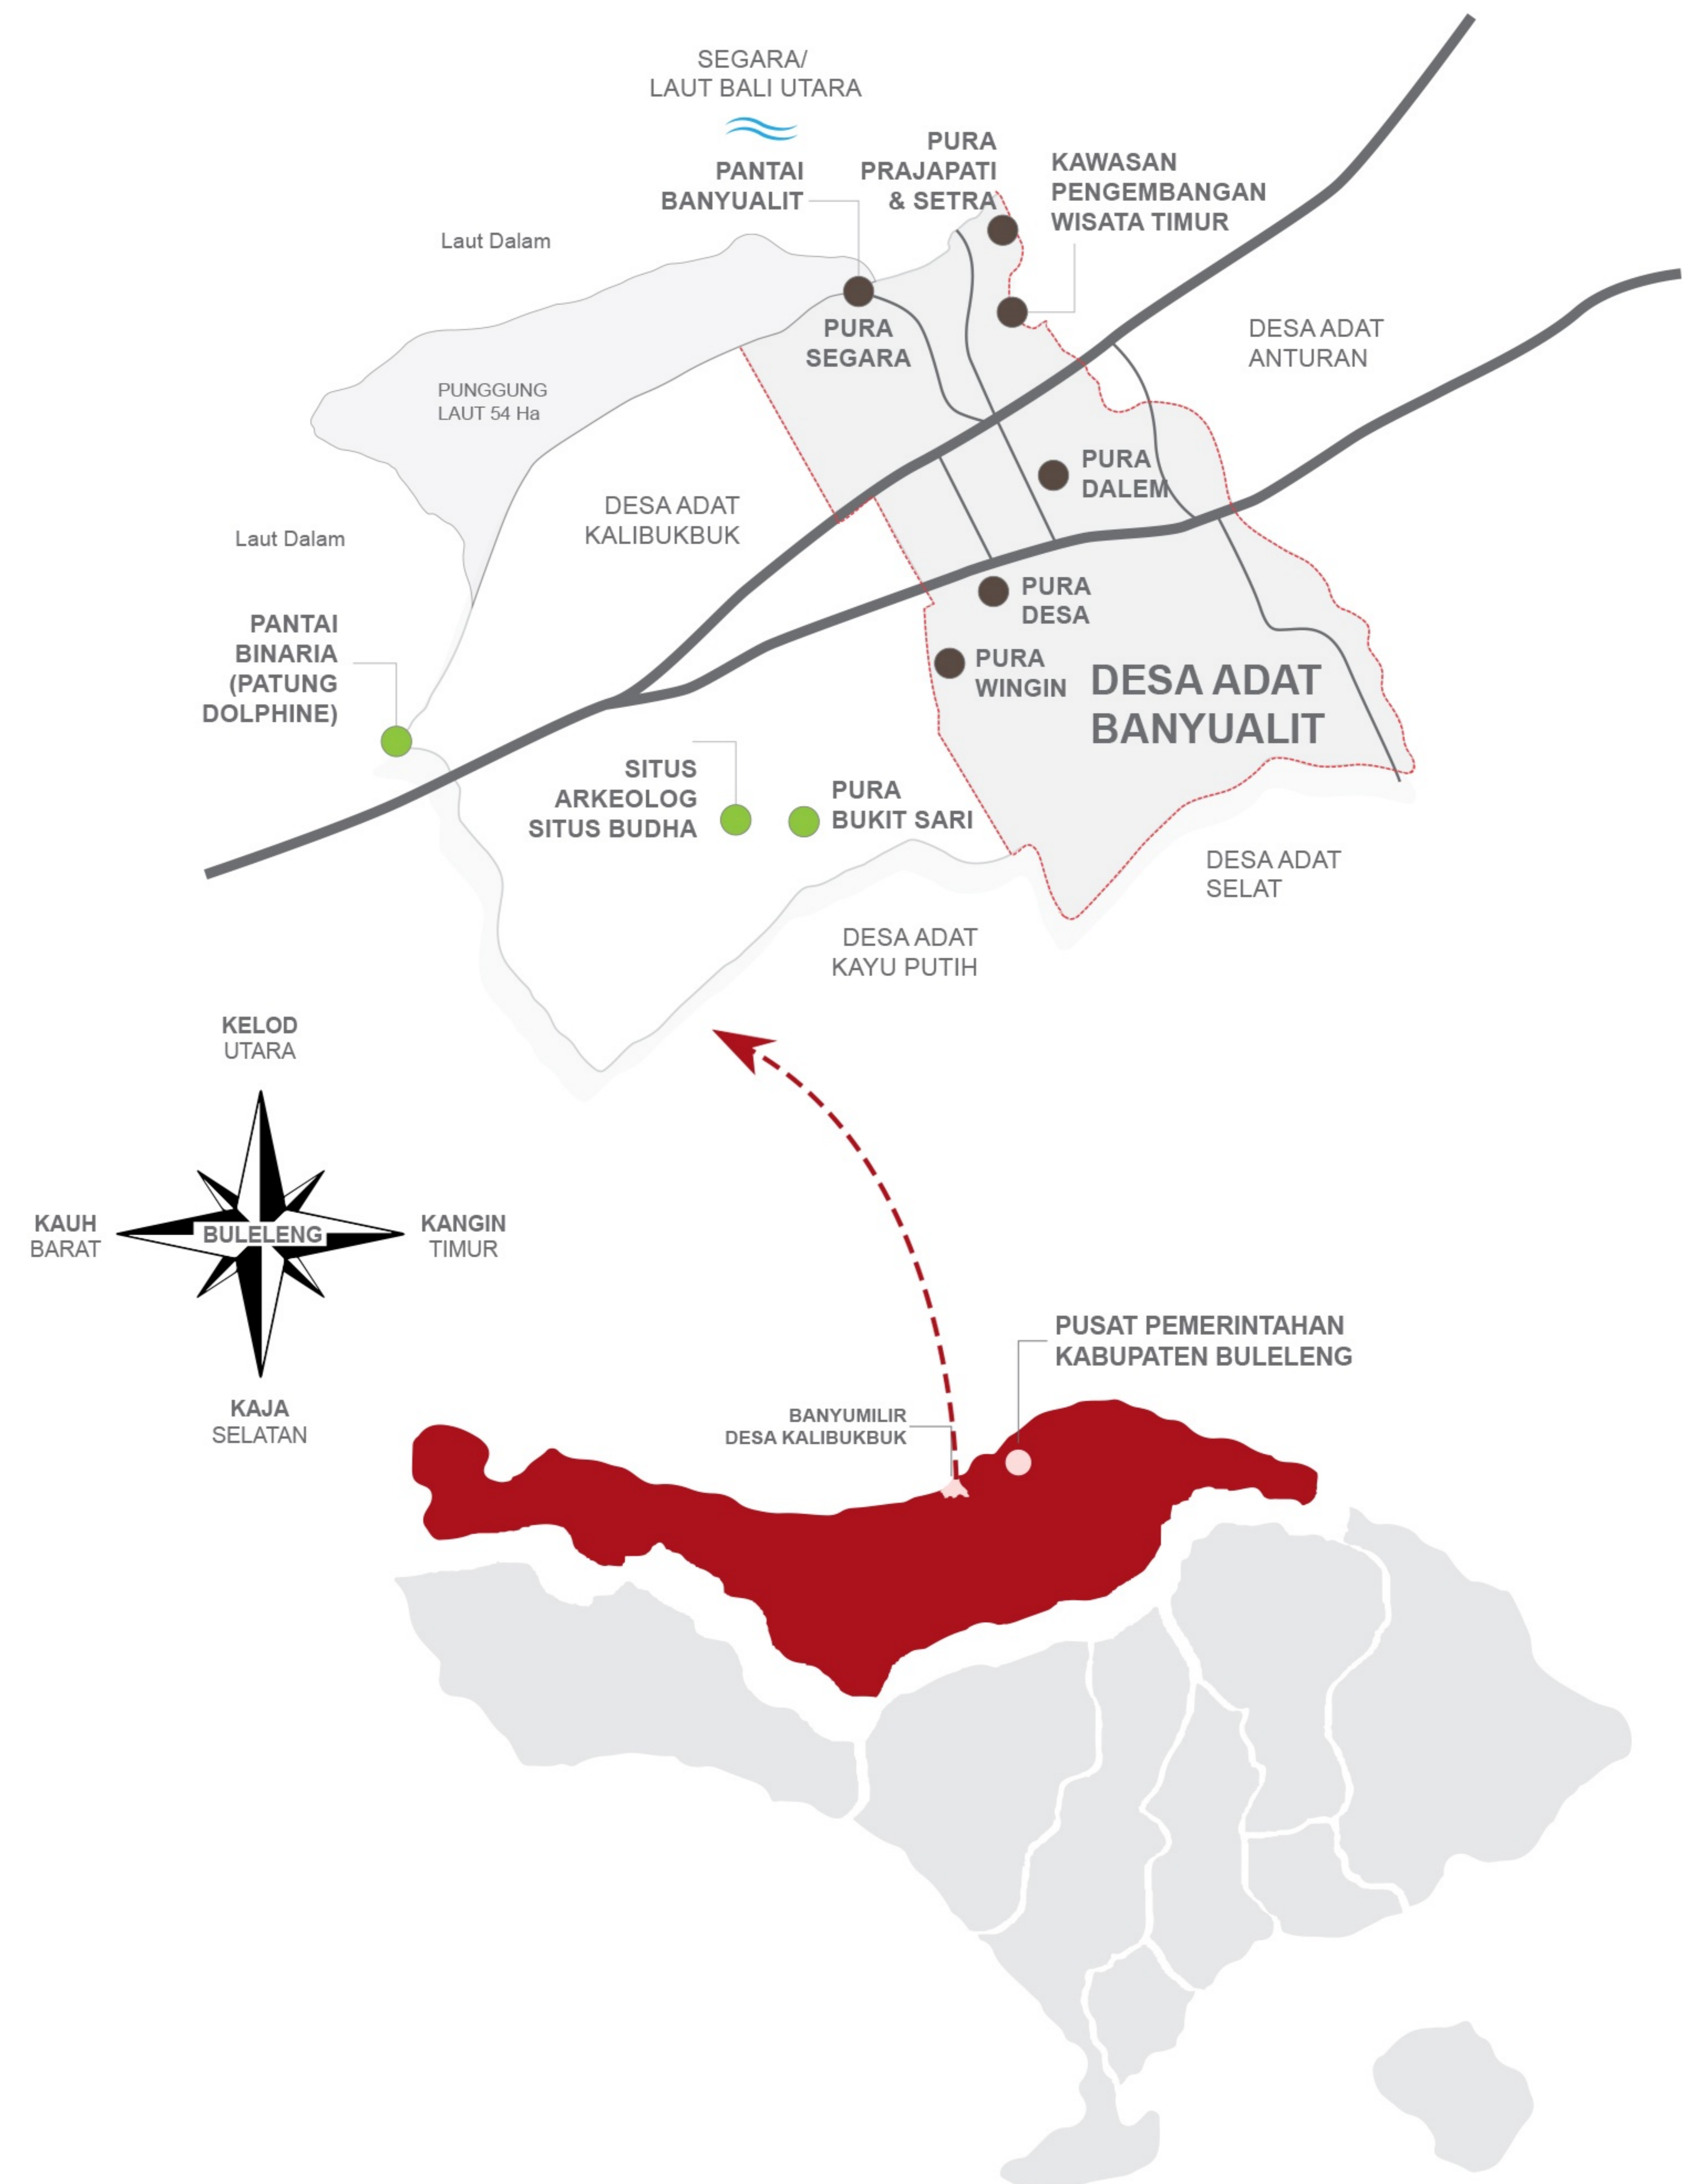 SEGARA/
LAUT BALI UTARA
PANTAI
BANYUALIT
PURA
PRAJAPATI
& SETRA
KAWASAN
PENGEMBANGAN
WISATA TIMUR
Laut Dalam
PURA
SEGARA
DESA ADAT
ANTURAN
PUNGGUNG
LAUT 54 Ha
DESA ADAT
KALIBUKBUK
PURA
DALEM
Laut Dalam
PURA
DESA
PANTAI
BINARIA
(PATUNG
DOLPHINE)
PURA
WINGIN
DESA ADAT
BANYUALIT
SITUS
ARKEOLOG
SITUS BUDHA
PURA
BUKIT SARI
DESA ADAT
SELAT
DESA ADAT
KAYU PUTIH
KELOD
UTARA
KAUH
BARAT
BULELENG
KANGIN
TIMUR
KAJA
SELATAN
PUSAT PEMERINTAHAN
KABUPATEN BULELENG
BANYUMILIR
DESA KALIBUKBUK